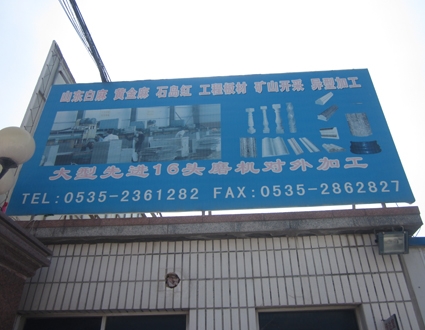 山东白麻 黄金麻 石岛红 工程板材 矿山开采 异型加工
大型先进16头磨机对外加工
TEL:0535-2361282 FAX:0535-2862827